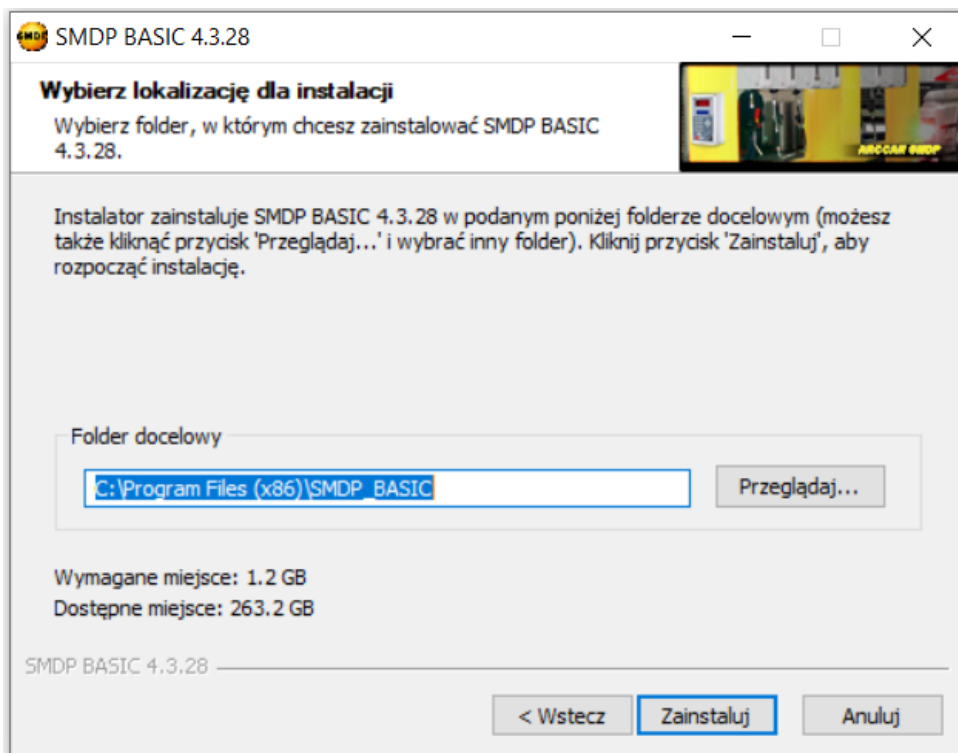 SMDP
SMDP BASIC 4.3.28
Wybierz lokalizację dla instalacji
Wybierz folder, w którym chcesz zainstalować SMDP BASIC
4.3.28.
ARCCAR SMDP
Instalator zainstaluje SMDP BASIC 4.3.28 w podanym poniżej folderze docelowym (możesz
także kliknąć przycisk 'Przeglądaj...' i wybrać inny folder). Kliknij przycisk 'Zainstaluj', aby
rozpocząć instalację.
Folder docelowy
C:\Program Files (x86)\SMDP_BASIC
Przeglądaj...
Wymagane miejsce: 1.2 GB
Dostępne miejsce: 263.2 GB
SMDP BASIC 4.3.28
< Wstecz
Zainstaluj
Anuluj